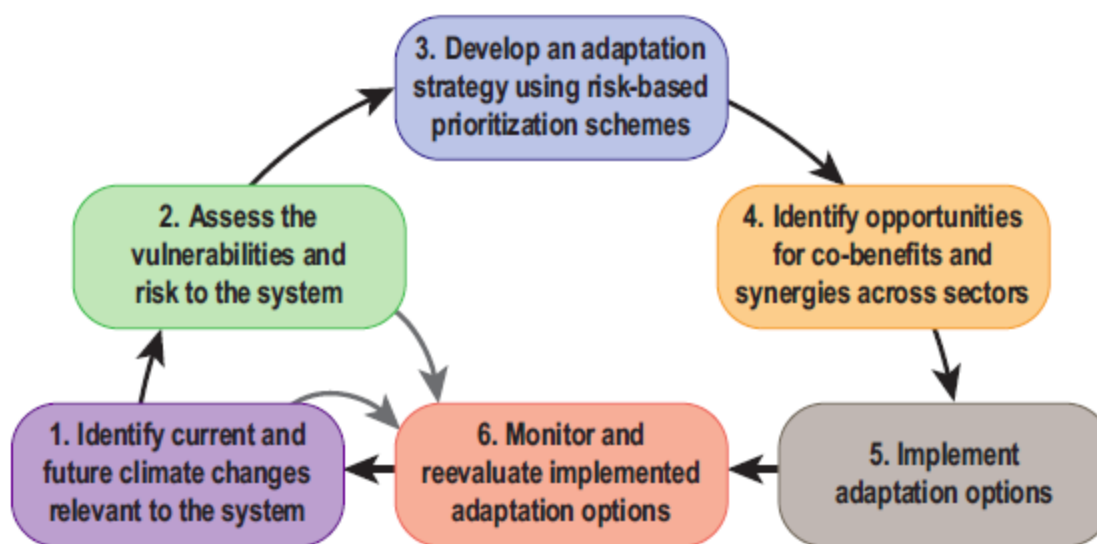 3. Develop an adaptation
strategy using risk-based
prioritization schemes
2. Assess the
vulnerabilities and
risk to the system
4. Identify opportunities
for co-benefits and
synergies across sectors
1. Identify current and
future climate changes
relevant to the system
6. Monitor and
reevaluate implemented
adaptation options
5. Implement
adaptation options